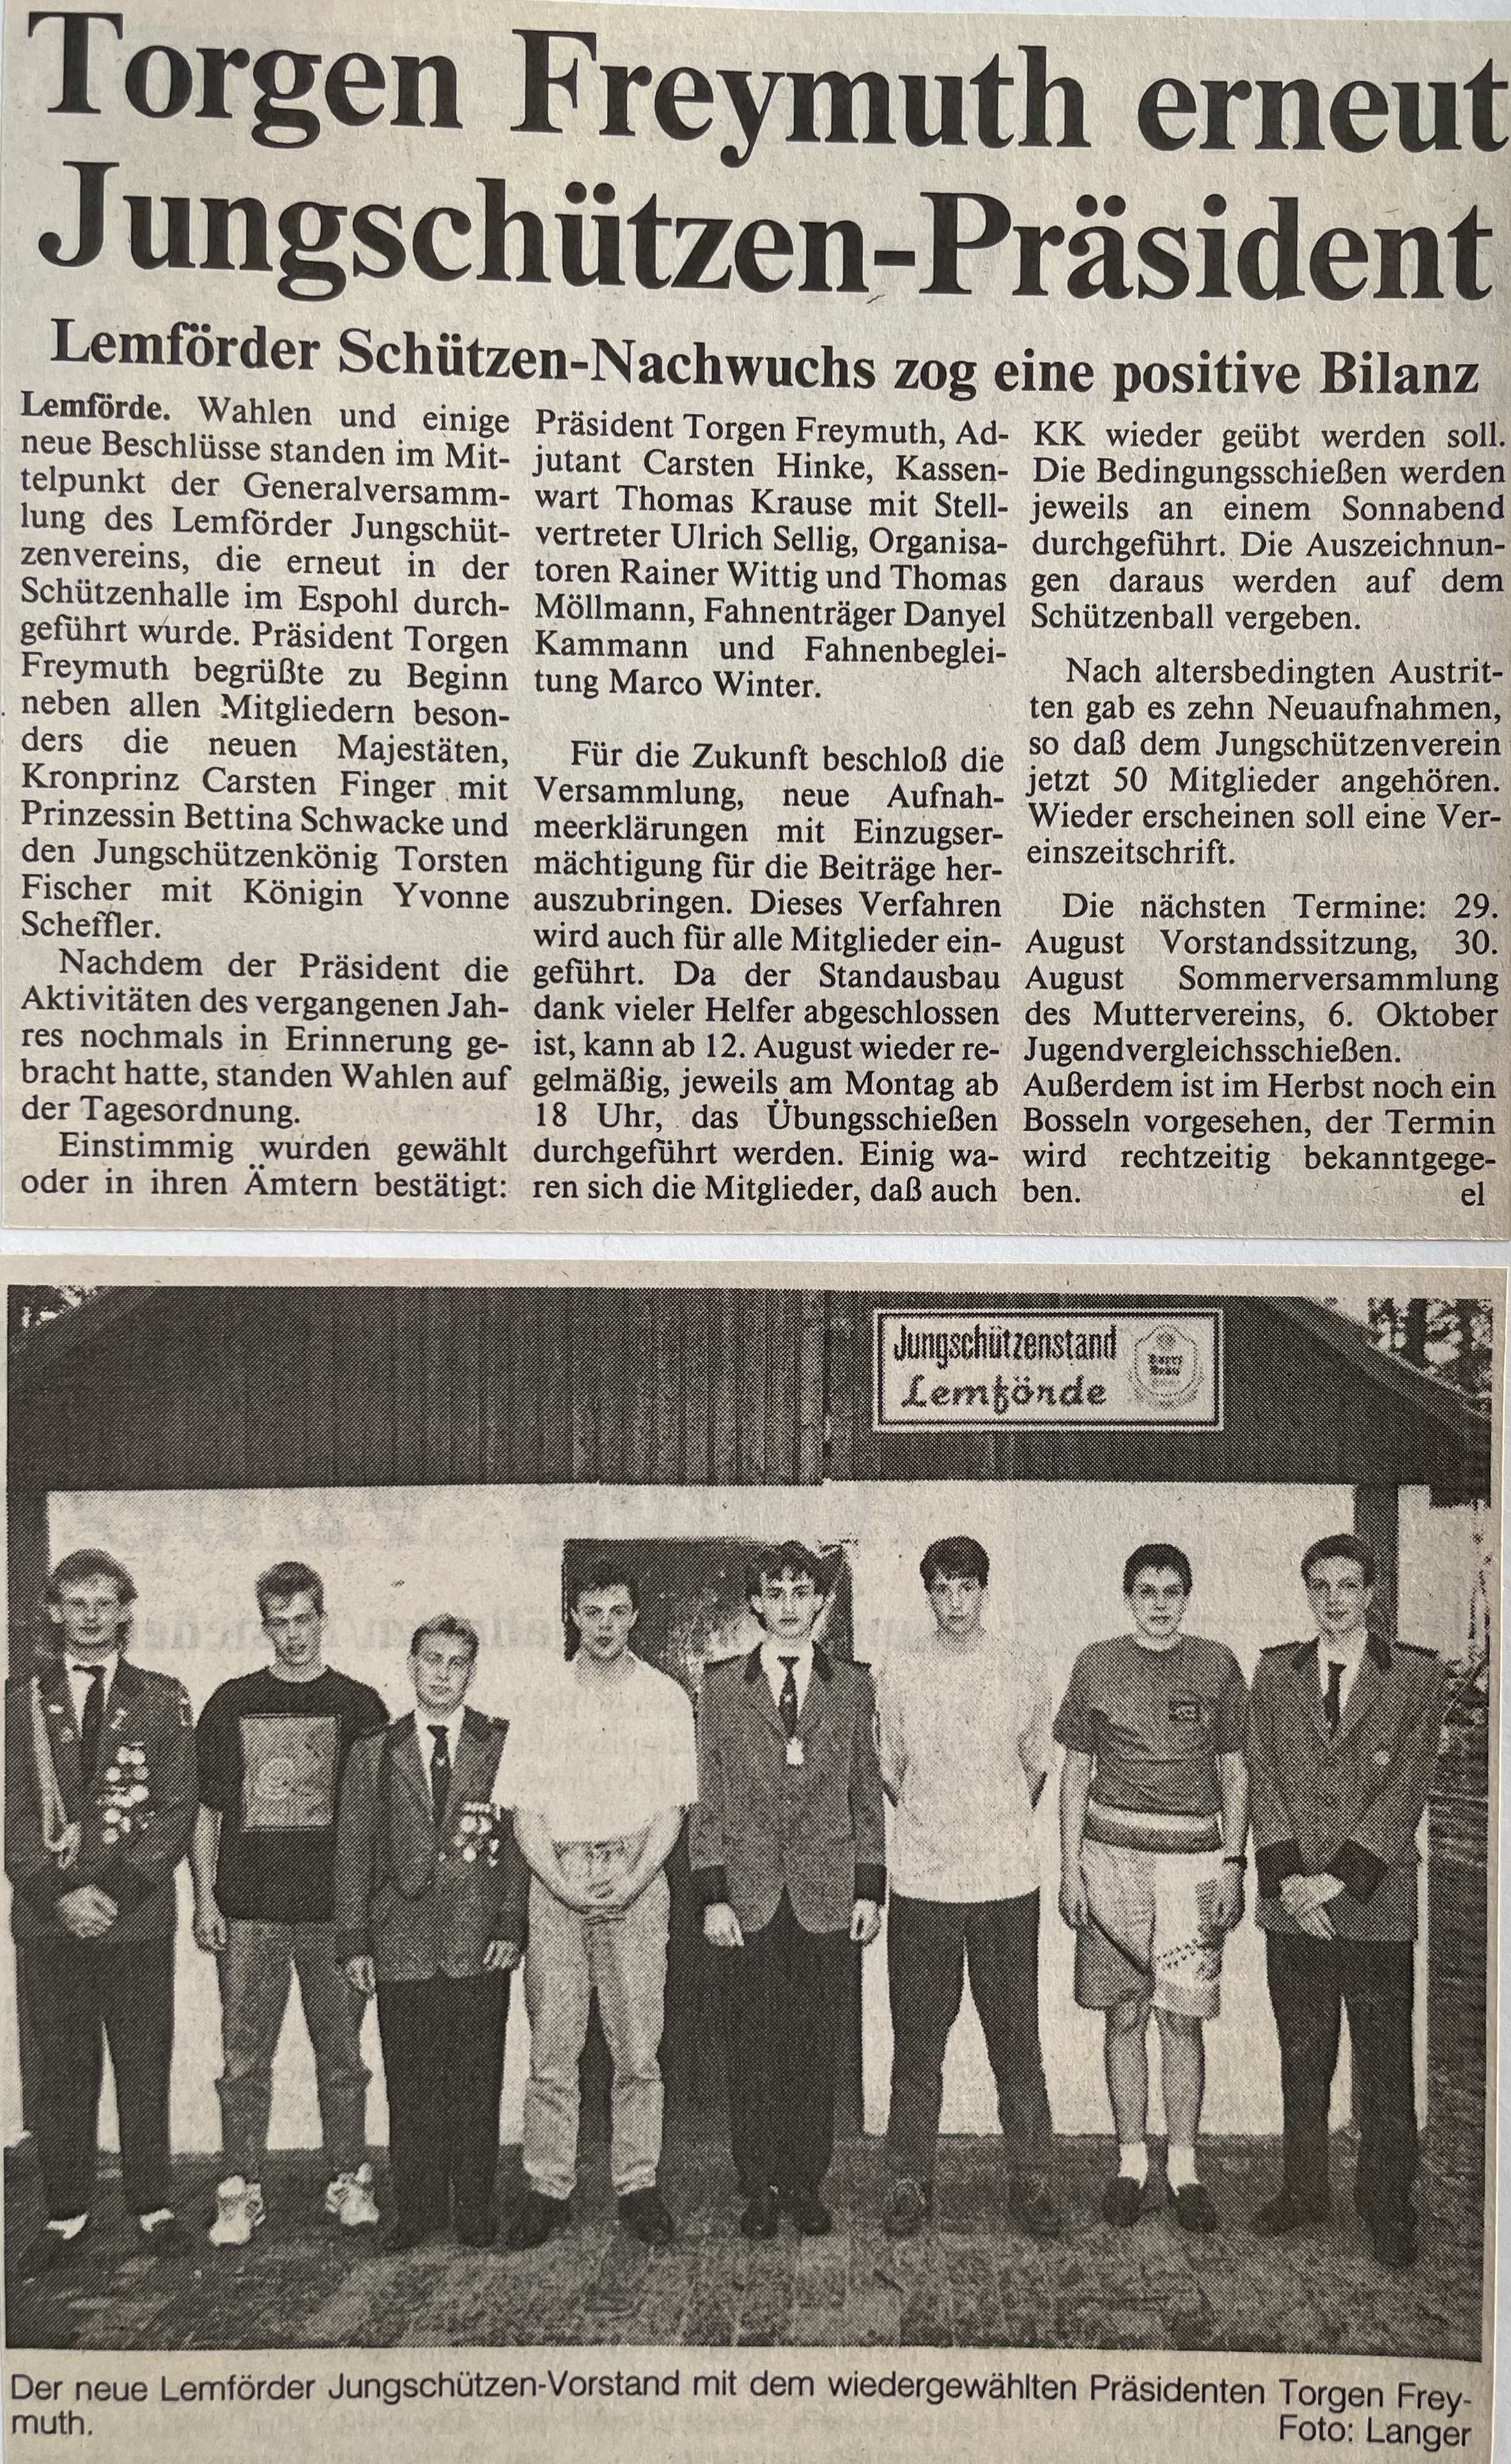 Torgen Freymuth erneut
Jungschützen-Präsident
Lemförder Schützen-Nachwuchs zog eine positive Bilanz
Lemförde. Wahlen und einige
neue Beschlüsse standen im Mit-
telpunkt der Generalversamm-
lung des Lemförder Jungschüt-
zenvereins, die erneut in der
Schützenhalle im Espohl durch-
geführt wurde. Präsident Torgen
Freymuth begrüßte zu Beginn
neben allen Mitgliedern beson-
ders die neuen Majestäten,
Kronprinz Carsten Finger mit
Prinzessin Bettina Schwacke und
den Jungschützenkönig Torsten
Fischer mit Königin Yvonne
Scheffler.
Nachdem der Präsident die
Aktivitäten des vergangenen Jah-
res nochmals in Erinnerung ge-
bracht hatte, standen Wahlen auf
der Tagesordnung.
Einstimmig wurden gewählt
oder in ihren Ämtern bestätigt:
Präsident Torgen Freymuth, Ad-
jutant Carsten Hinke, Kassen-
wart Thomas Krause mit Stell-
vertreter Ulrich Sellig, Organisa-
toren Rainer Wittig und Thomas
Möllmann, Fahnenträger Danyel
Kammann und Fahnenbeglei-
tung Marco Winter.
Für die Zukunft beschloß die
Versammlung, neue Aufnah-
meerklärungen mit Einzugser-
mächtigung für die Beiträge her-
auszubringen. Dieses Verfahren
wird auch für alle Mitglieder ein-
geführt. Da der Standausbau
dank vieler Helfer abgeschlossen
ist, kann ab 12. August wieder re-
gelmäßig, jeweils am Montag ab
18 Uhr, das Übungsschießen
durchgeführt werden. Einig wa-
ren sich die Mitglieder, daß auch
KK wieder geübt werden soll.
Die Bedingungsschießen werden
jeweils an einem Sonnabend
durchgeführt. Die Auszeichnun-
gen daraus werden auf dem
Schützenball vergeben.
Nach altersbedingten Austrit-
ten gab es zehn Neuaufnahmen,
so daß dem Jungschützenverein
jetzt 50 Mitglieder angehören.
Wieder erscheinen soll eine Ver-
einszeitschrift.
Die nächsten Termine: 29.
August Vorstandssitzung, 30.
August Sommerversammlung
des Muttervereins, 6. Oktober
Jugendvergleichsschießen.
Außerdem ist im Herbst noch ein
Bosseln vorgesehen, der Termin
wird rechtzeitig bekanntgege-
ben. el
Jungschützenstand
Lemförde
Der neue Lemförder Jungschützen-Vorstand mit dem wiedergewählten Präsidenten Torgen Frey-
muth. Foto: Langer